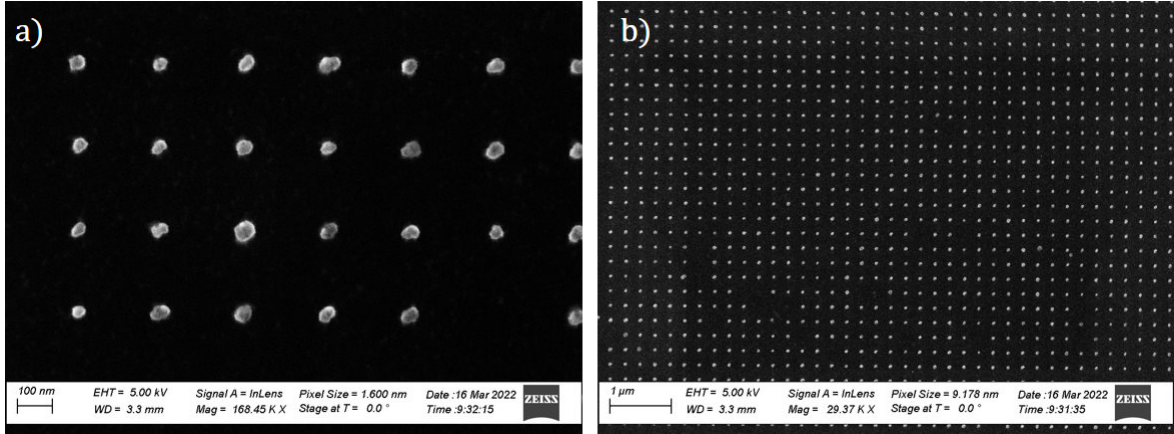 a)
100 nm
EHT = 5.00 kV Signal A = InLens Pixel Size = 1.600 nm Date :16 Mar 2022
WD = 3.3 mm Mag = 168.45 K X Stage at T = 0.0 ° Time :9:32:15
ZEISS
b)
1 µm
EHT = 5.00 kV Signal A = InLens Pixel Size = 9.178 nm Date :16 Mar 2022
WD = 3.3 mm Mag = 29.37 K X Stage at T = 0.0 ° Time :9:31:35
ZEISS